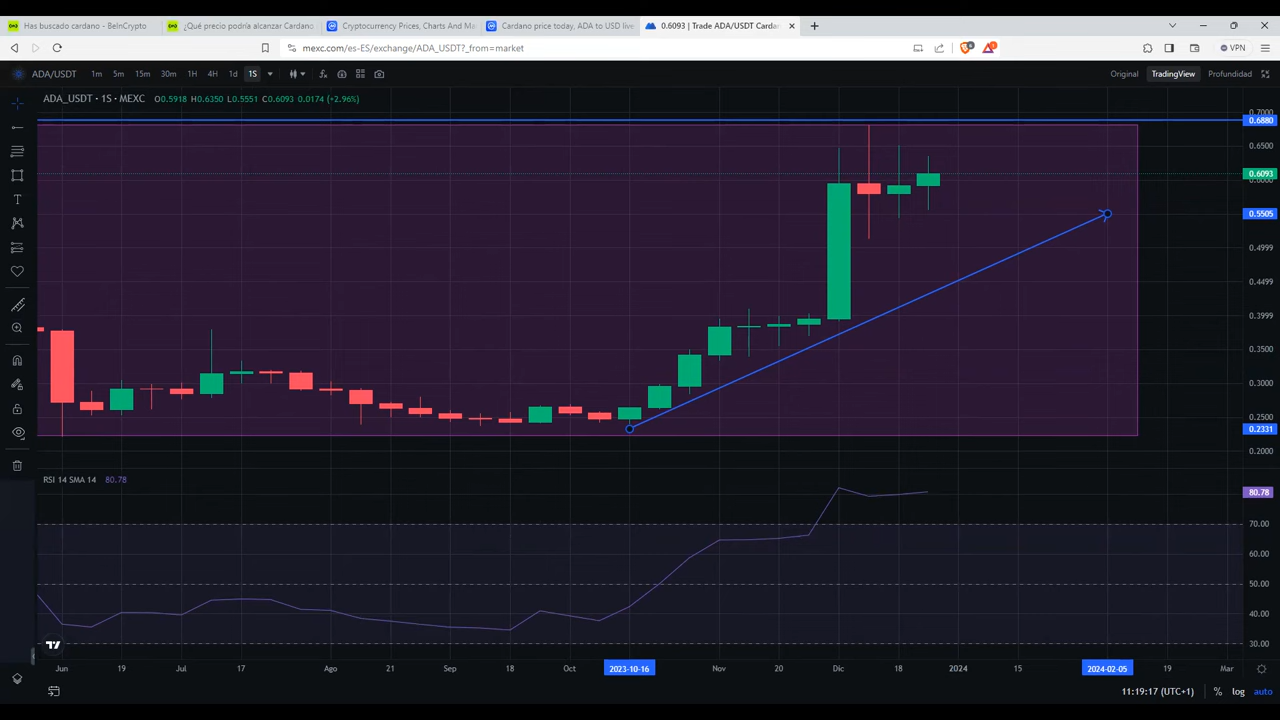 Has buscado cardano - BeInCrypto
¿Qué precio podría alcanzar Cardano
Cryptocurrency Prices, Charts And Ma
Cardano price today, ADA to USD live
0.6093 | Trade ADA/USDT Carda
mexc.com/es-ES/exchange/ADA_USDT?_from=market
VPN
ADA/USDT 1m 5m 15m 30m 1H 4H 1d 1S
Original TradingView Profundidad
ADA_USDT · 1S · MEXC O0.5918 H0.6350 L0.5551 C0.6093 0.0174 (+2.96%)
0.7000
0.6880
0.6500
0.6093
0.6000
0.5505
0.4999
0.4499
0.3999
0.3500
0.3000
0.2500
0.2331
0.2000
RSI 14 SMA 14 80.78
80.78
70.00
60.00
50.00
40.00
30.00
Jun 19 Jul 17 Ago 21 Sep 18 Oct 2023-10-16 Nov 20 Dic 18 2024 15 2024-02-05 19 Mar
11:19:17 (UTC+1) % log auto